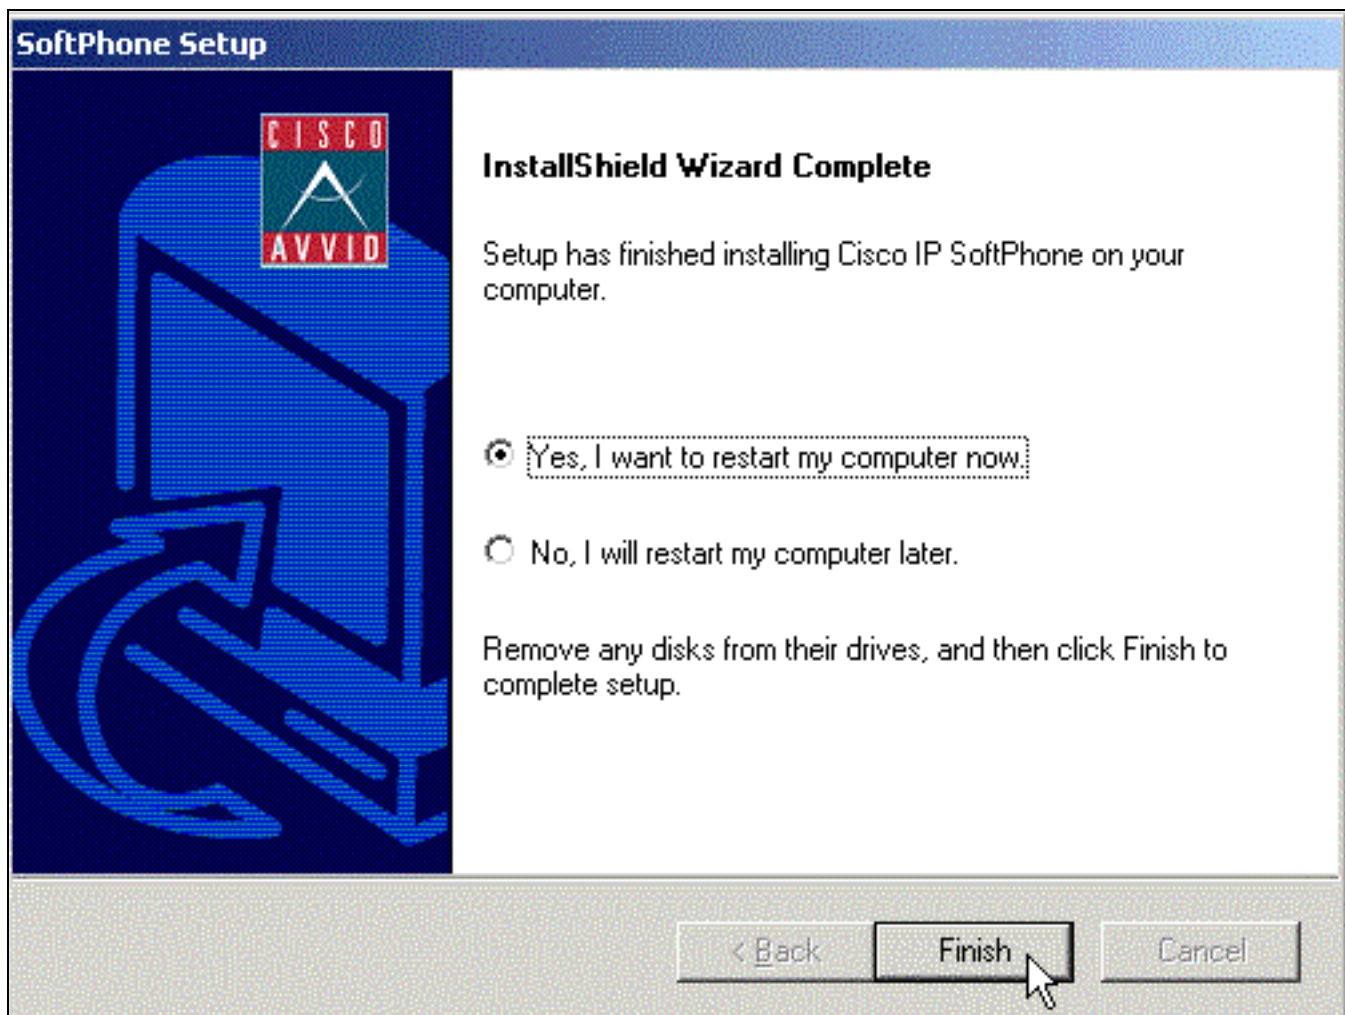 SoftPhone Setup
CISCO
AVVID
InstallShield Wizard Complete
Setup has finished installing Cisco IP SoftPhone on your
computer.
Yes, I want to restart my computer now.
No, I will restart my computer later.
Remove any disks from their drives, and then click Finish to
complete setup.
< Back Finish Cancel